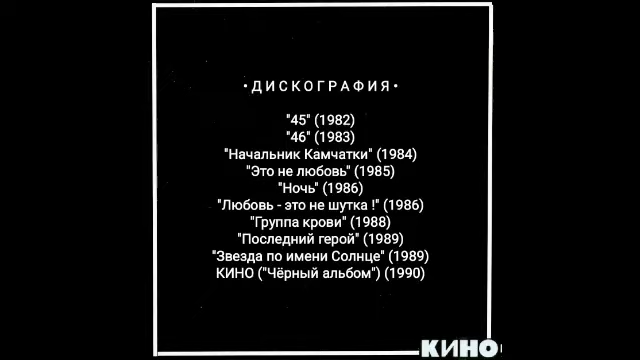 •ДИСКОГРАФИЯ•
"45" (1982)
"46" (1983)
"Начальник Камчатки" (1984)
"Это не любовь" (1985)
"Ночь" (1986)
"Любовь - это не шутка !" (1986)
"Группа крови" (1988)
"Последний герой" (1989)
"Звезда по имени Солнце" (1989)
КИНО ("Чёрный альбом") (1990)
КИНО